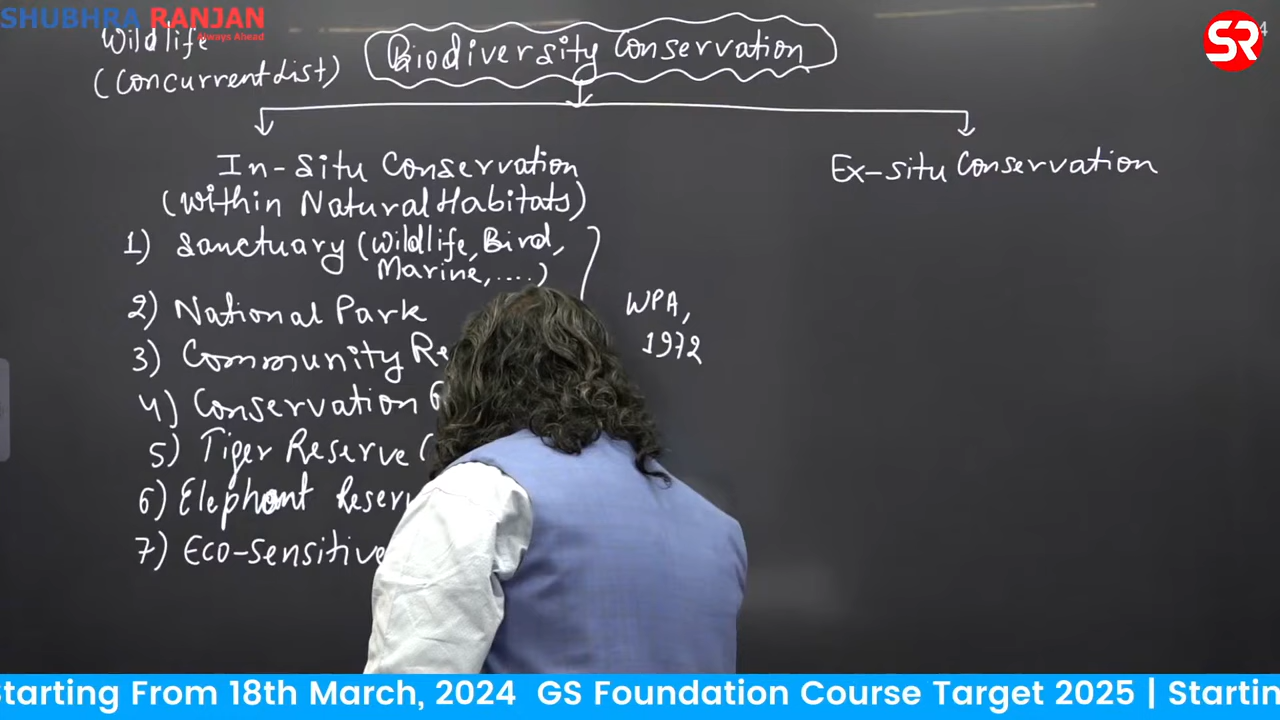 SHUBHRA RANJAN
Always Ahead
SR
4
Wildlife
(Concurrent List)
Biodiversity Conservation
In-Situ Conservation
(Within Natural Habitats)
1) Sanctuary (Wildlife, Bird,
Marine, ....)
2) National Park
3) Community Re
4) Conservation
5) Tiger Reserve (
6) Elephant Reserv
7) Eco-Sensitive
WPA,
1972
Ex-situ Conservation
Starting From 18th March, 2024 GS Foundation Course Target 2025 | Startin